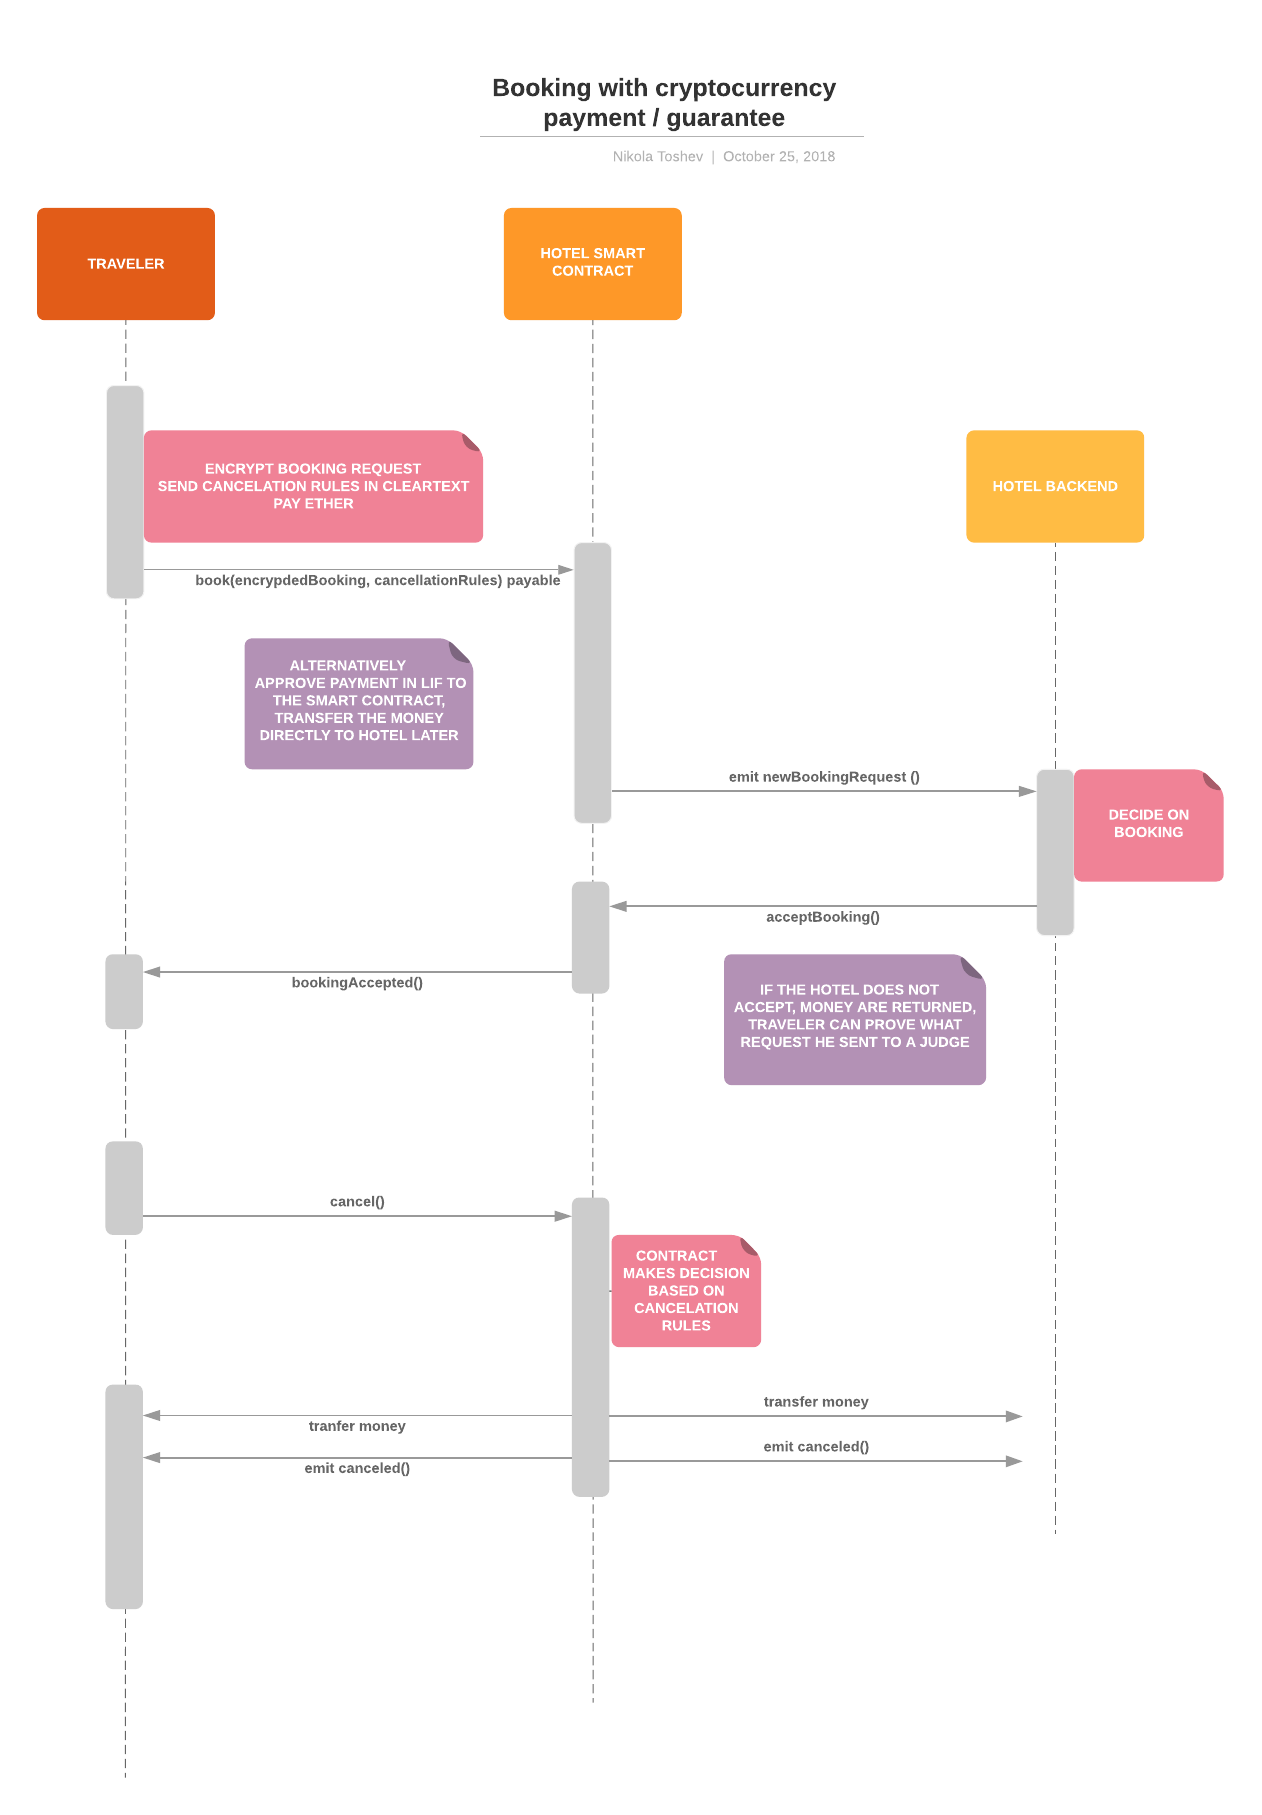 Booking with cryptocurrency
payment / guarantee
Nikola Toshev | October 25, 2018
TRAVELER
HOTEL SMART
CONTRACT
ENCRYPT BOOKING REQUEST
SEND CANCELATION RULES IN CLEARTEXT
PAY ETHER
HOTEL BACKEND
book(encrypdedBooking, cancellationRules) payable
ALTERNATIVELY
APPROVE PAYMENT IN LIF TO
THE SMART CONTRACT,
TRANSFER THE MONEY
DIRECTLY TO HOTEL LATER
emit newBookingRequest ()
DECIDE ON
BOOKING
acceptBooking()
bookingAccepted()
IF THE HOTEL DOES NOT
ACCEPT, MONEY ARE RETURNED,
TRAVELER CAN PROVE WHAT
REQUEST HE SENT TO A JUDGE
cancel()
CONTRACT
MAKES DECISION
BASED ON
CANCELATION
RULES
transfer money
tranfer money
emit canceled()
emit canceled()